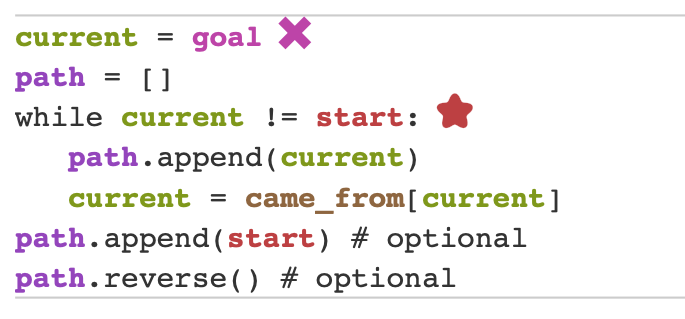 current = goal
path = []
while current != start:
   path.append(current)
   current = came_from[current]
path.append(start) # optional
path.reverse() # optional